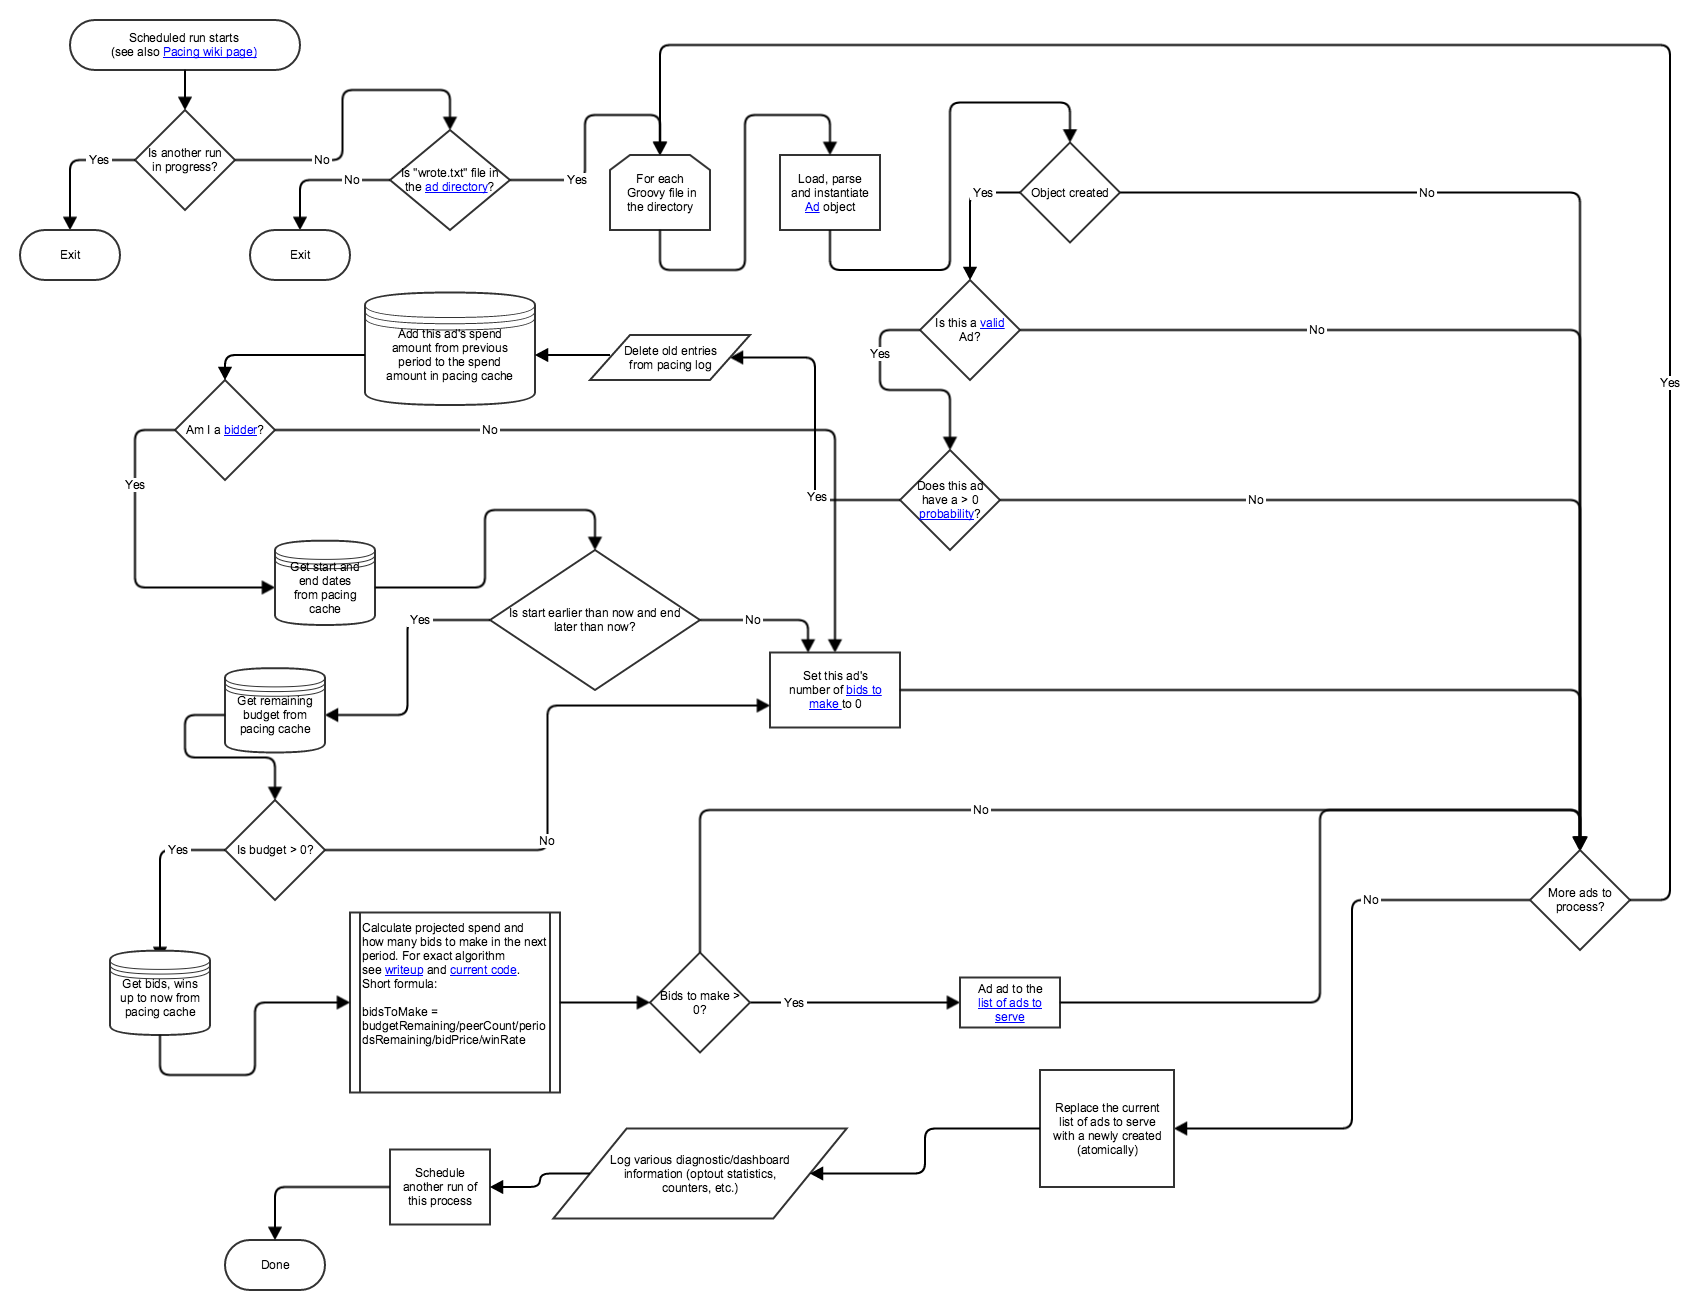 Scheduled run starts
(see also Pacing wiki page)
Is another run
in progress?
Yes
No
Exit
Is "wrote.txt" file in
the ad directory?
No
Yes
Exit
For each
Groovy file in
the directory
Load, parse
and instantiate
Ad object
Object created
Yes
No
Is this a valid
Ad?
No
Yes
Yes
Does this ad
have a > 0
probability?
No
Yes
Delete old entries
from pacing log
Add this ad's spend
amount from previous
period to the spend
amount in pacing cache
Am I a bidder?
No
Yes
Get start and
end dates
from pacing
cache
Is start earlier than now and end
later than now?
Yes
No
Set this ad's
number of bids to
make to 0
Get remaining
budget from
pacing cache
Is budget > 0?
No
Yes
Get bids, wins
up to now from
pacing cache
Calculate projected spend and
how many bids to make in the next
period. For exact algorithm
see writeup and current code.
Short formula:
bidsToMake =
budgetRemaining/peerCount/perio
dsRemaining/bidPrice/winRate
Bids to make >
0?
No
Yes
Ad ad to the
list of ads to
serve
More ads to
process?
No
Replace the current
list of ads to serve
with a newly created
(atomically)
Log various diagnostic/dashboard
information (optout statistics,
counters, etc.)
Schedule
another run of
this process
Done